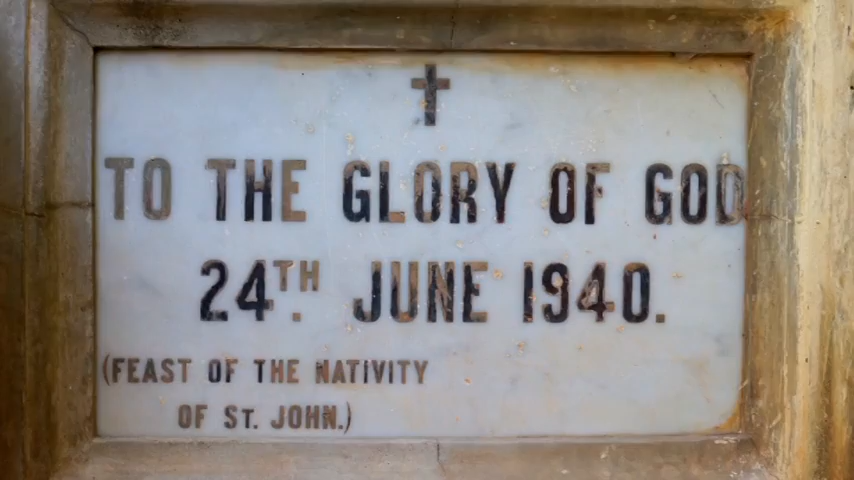 TO THE GLORY OF GOD
24TH. JUNE 1940.
(FEAST OF THE NATIVITY
OF ST. JOHN.)